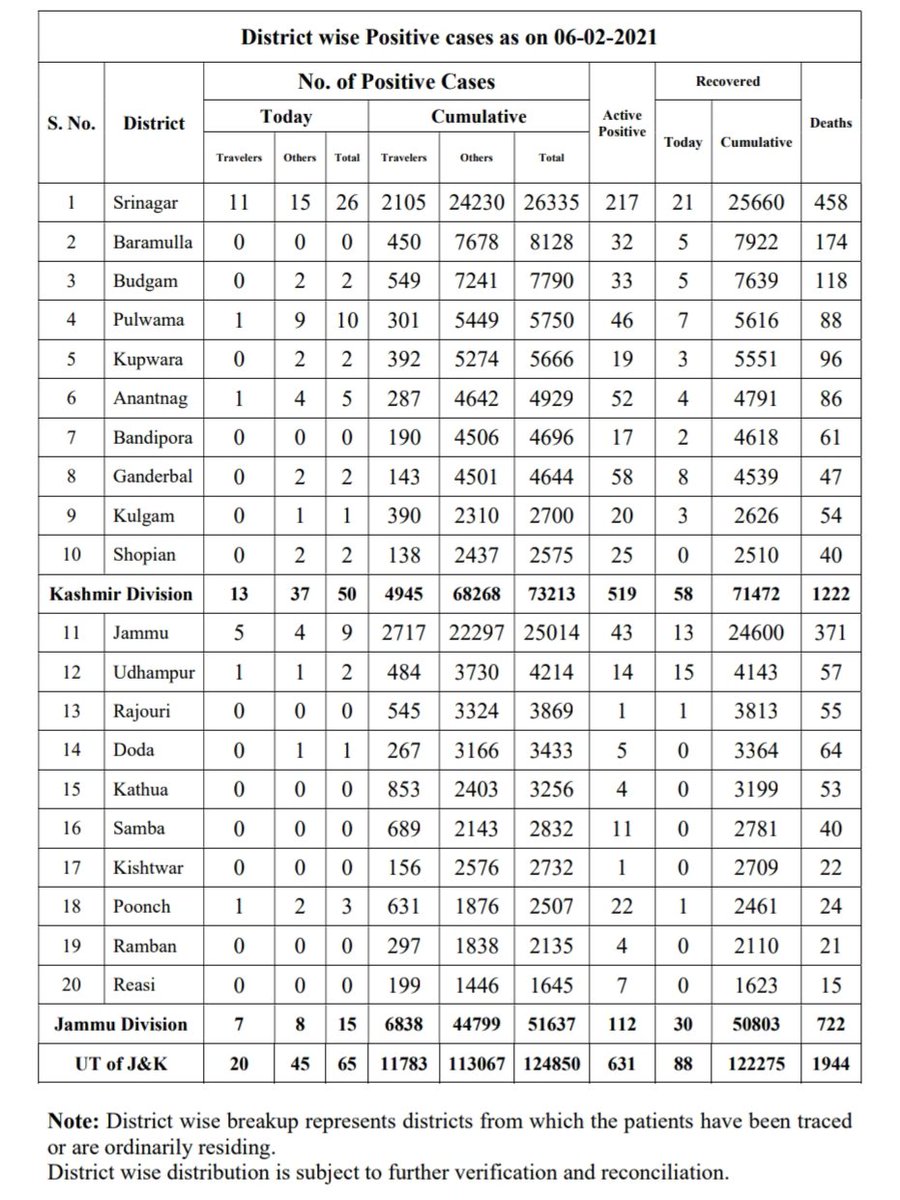 District wise Positive cases as on 06-02-2021
S. No. District No. of Positive Cases Active Positive Recovered Deaths
Today Cumulative Today Cumulative
Travelers Others Total Travelers Others Total
1 Srinagar 11 15 26 2105 24230 26335 217 21 25660 458
2 Baramulla 0 0 0 450 7678 8128 32 5 7922 174
3 Budgam 0 2 2 549 7241 7790 33 5 7639 118
4 Pulwama 1 9 10 301 5449 5750 46 7 5616 88
5 Kupwara 0 2 2 392 5274 5666 19 3 5551 96
6 Anantnag 1 4 5 287 4642 4929 52 4 4791 86
7 Bandipora 0 0 0 190 4506 4696 17 2 4618 61
8 Ganderbal 0 2 2 143 4501 4644 58 8 4539 47
9 Kulgam 0 1 1 390 2310 2700 20 3 2626 54
10 Shopian 0 2 2 138 2437 2575 25 0 2510 40
Kashmir Division 13 37 50 4945 68268 73213 519 58 71472 1222
11 Jammu 5 4 9 2717 22297 25014 43 13 24600 371
12 Udhampur 1 1 2 484 3730 4214 14 15 4143 57
13 Rajouri 0 0 0 545 3324 3869 1 1 3813 55
14 Doda 0 1 1 267 3166 3433 5 0 3364 64
15 Kathua 0 0 0 853 2403 3256 4 0 3199 53
16 Samba 0 0 0 689 2143 2832 11 0 2781 40
17 Kishtwar 0 0 0 156 2576 2732 1 0 2709 22
18 Poonch 1 2 3 631 1876 2507 22 1 2461 24
19 Ramban 0 0 0 297 1838 2135 4 0 2110 21
20 Reasi 0 0 0 199 1446 1645 7 0 1623 15
Jammu Division 7 8 15 6838 44799 51637 112 30 50803 722
UT of J&K 20 45 65 11783 113067 124850 631 88 122275 1944
Note: District wise breakup represents districts from which the patients have been traced
or are ordinarily residing.
District wise distribution is subject to further verification and reconciliation.